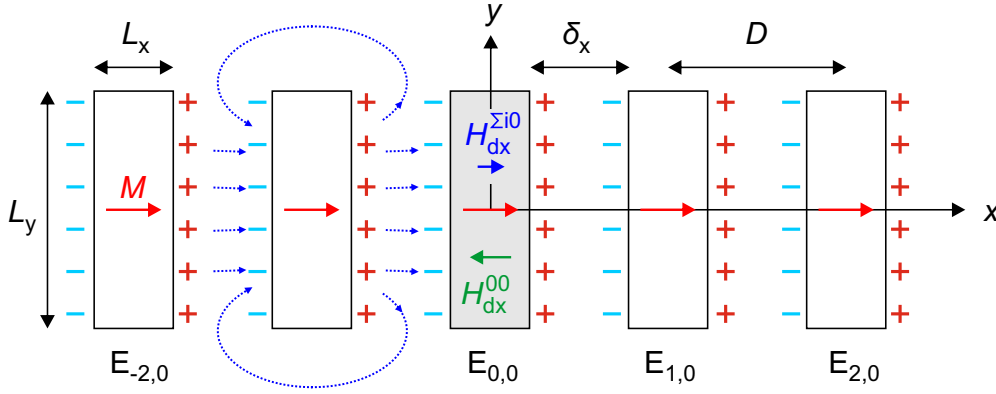 y
L_x
δ_x
D
H_dx^Σi0
M
L_y
x
H_dx^00
E_-2,0
E_0,0
E_1,0
E_2,0